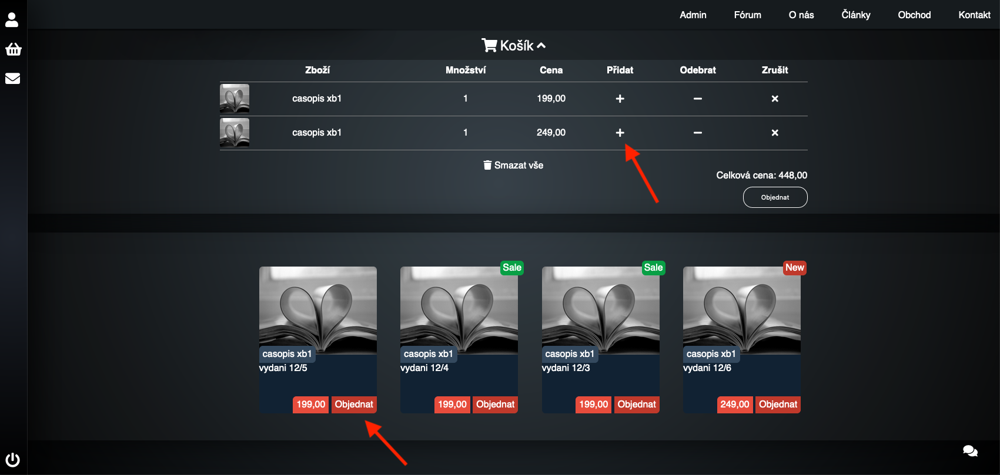 Admin Fórum O nás Články Obchod Kontakt
Košík
Zboží Množství Cena Přidat Odebrat Zrušit
casopis xb1 1 199,00
casopis xb1 1 249,00
Smazat vše
Celková cena: 448,00
Objednat
Sale Sale New
casopis xb1 casopis xb1 casopis xb1 casopis xb1
vydani 12/5 vydani 12/4 vydani 12/3 vydani 12/6
199,00 Objednat 199,00 Objednat 199,00 Objednat 249,00 Objednat